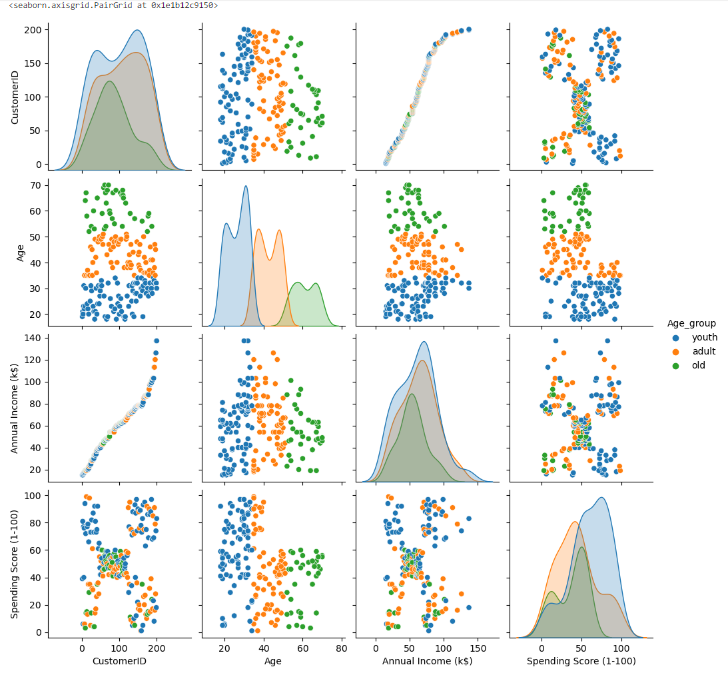 <seaborn.axisgrid.PairGrid at 0x1e1b12c9150>
200
150
100
50
0
CustomerID
70
60
50
40
30
20
Age
140
120
100
80
60
40
20
Annual Income (k$)
100
80
60
40
20
0
Spending Score (1-100)
0 100 200
CustomerID
20 40 60 80
Age
0 50 100 150
Annual Income (k$)
0 50 100
Spending Score (1-100)
Age_group
youth
adult
old